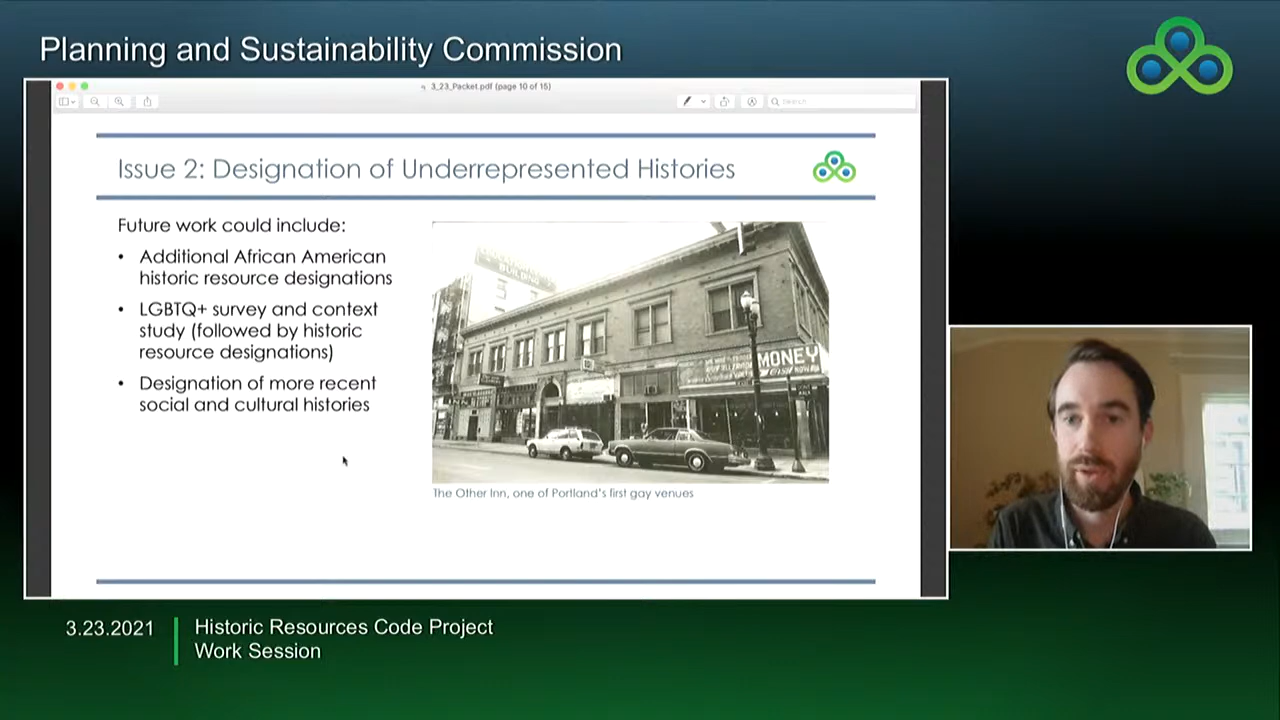 Planning and Sustainability Commission
3_23_Packet.pdf (page 10 of 15)
Search
Issue 2: Designation of Underrepresented Histories
Future work could include:
• Additional African American
historic resource designations
• LGBTQ+ survey and context
study (followed by historic
resource designations)
• Designation of more recent
social and cultural histories
BUILDING
MONEY
The Other Inn, one of Portland's first gay venues
3.23.2021
Historic Resources Code Project
Work Session